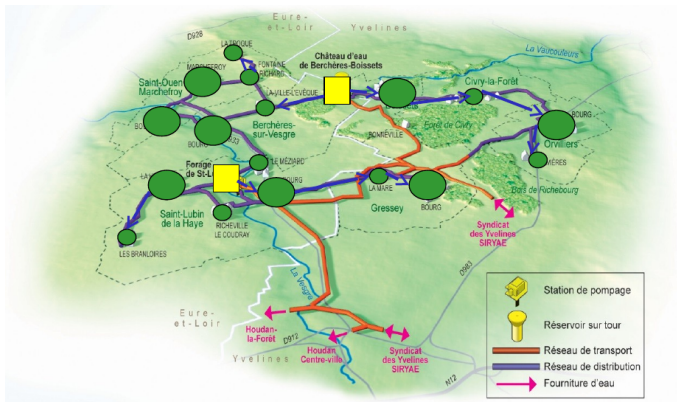 Eure-
et-Loir
Yvelines
D928
LA TROQUE
Château d'eau
de Berchères-Boissets
La Vaucouleurs
FONTAINE
RICHARD
Saint-Ouen
Marchefroy
LA-VILLE-L'EVÊQUE
Civry-la-Forêt
BOURG
Berchères-
sur-Vesgre
BONNEVILLE
Forêt de Civry
Orvilliers
LE MÉZIARD
Forage
de St-L
BOURG
LA MARE
Bois de Richebourg
Saint-Lubin
de la Haye
RICHEVILLE
LE COUDRAY
Gressey
BOURG
LES BRANLOIRES
Syndicat
des Yvelines
SIRYAE
D983
La Vesgre
Eure-
et-Loir
Houdan-
la-Forêt
D912
Yvelines
Houdan
Centre-ville
Syndicat
des Yvelines
SIRYAE
N12
Station de pompage
Réservoir sur tour
Réseau de transport
Réseau de distribution
Fourniture d'eau